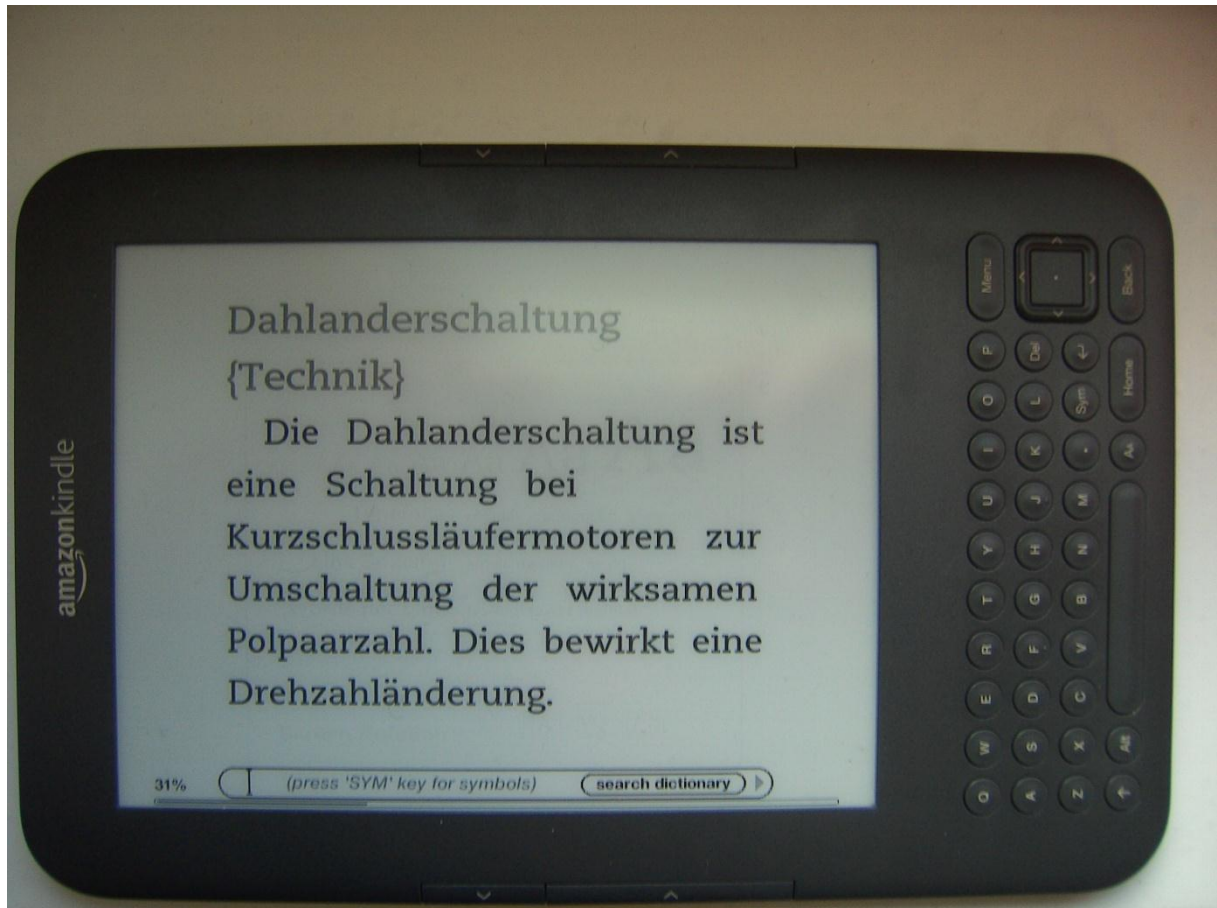 Dahlanderschaltung
{Technik}
Die Dahlanderschaltung ist
eine Schaltung bei
Kurzschlussläufermotoren zur
Umschaltung der wirksamen
Polpaarzahl. Dies bewirkt eine
Drehzahländerung.
31% (press 'SYM' key for symbols) search dictionary
amazonkindle
Q W E R T Y U I O P Menu
A S D F G H J K L Del
Z X C V B N M . Sym
Alt Aa Home Back